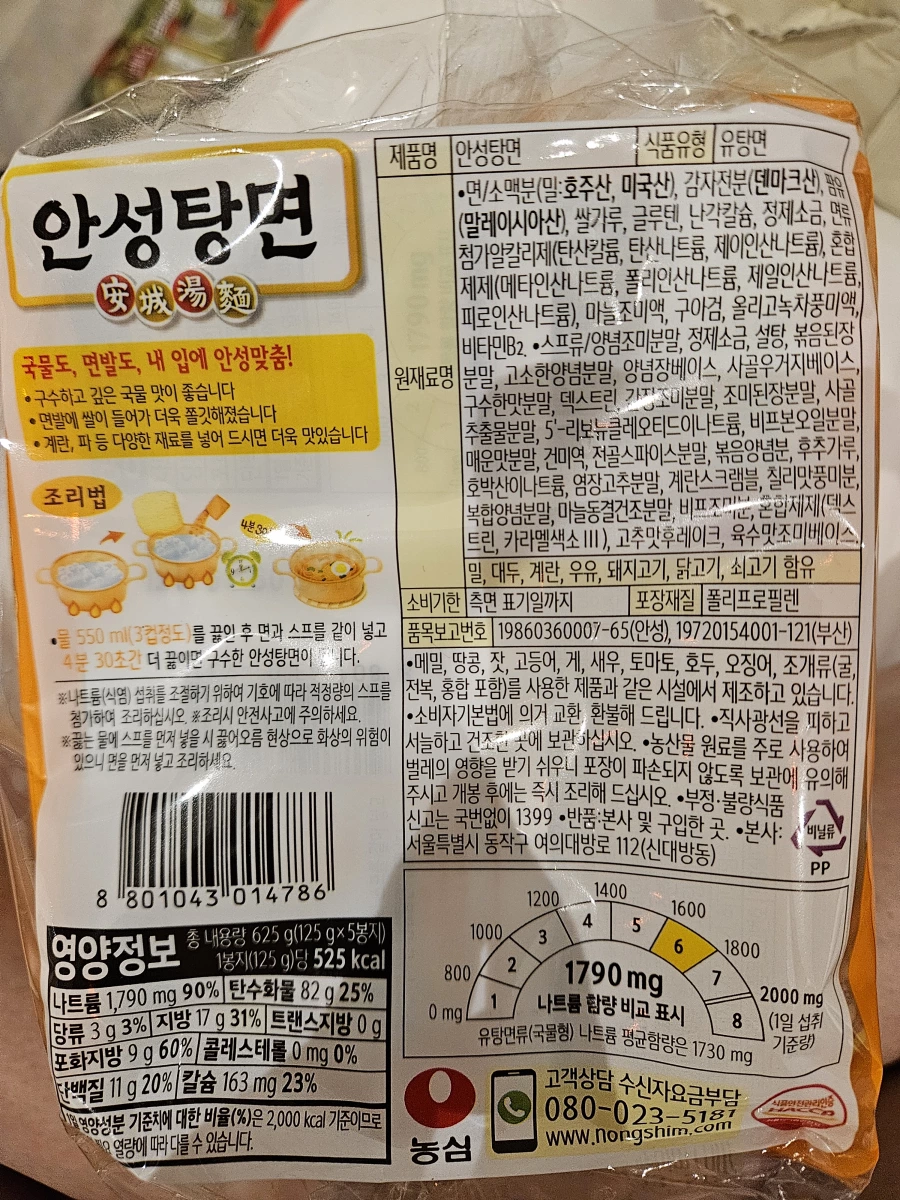 안성탕면
安城湯麵
국물도, 면발도, 내 입에 안성맞춤!
• 구수하고 깊은 국물 맛이 좋습니다
• 면발에 쌀이 들어가 더욱 쫄깃해졌습니다
• 계란, 파 등 다양한 재료를 넣어 드시면 더욱 맛있습니다
조리법
4분 30
•물 550 ml(3컵정도)를 끓인 후 면과 스프를 같이 넣고
4분 30초간 더 끓이면 구수한 안성탕면이 됩니다.
※나트륨(식염) 섭취를 조절하기 위하여 기호에 따라 적정량의 스프를
첨가하여 조리하십시오. ※조리시 안전사고에 주의하세요.
※끓는 물에 스프를 먼저 넣을 시 끓어오름 현상으로 화상의 위험이
있으니 면을 먼저 넣고 조리하세요.
8 801043 014786
영양정보
총 내용량 625 g(125 g×5봉지)
1봉지(125 g)당 525 kcal
나트륨 1,790 mg 90% 탄수화물 82 g 25%
당류 3 g 3% 지방 17 g 31% 트랜스지방 0 g
포화지방 9 g 60% 콜레스테롤 0 mg 0%
단백질 11 g 20% 칼슘 163 mg 23%
1일 영양성분 기준치에 대한 비율(%)은 2,000 kcal 기준이므로
열량에 따라 다를 수 있습니다.
제품명 안성탕면 식품유형 유탕면
원재료명
•면/소맥분(밀:호주산, 미국산), 감자전분(덴마크산), 팜유
(말레이시아산), 쌀가루, 글루텐, 난각칼슘, 정제소금, 면류
첨가알칼리제(탄산칼륨, 탄산나트륨, 제이인산나트륨), 혼합
제제(메타인산나트륨, 폴리인산나트륨, 제일인산나트륨,
피로인산나트륨), 마늘조미액, 구아검, 올리고녹차풍미액,
비타민B2 •스프류/양념조미분말, 정제소금, 설탕, 볶음된장
분말, 고소한양념분말, 양념장베이스, 사골우거지베이스,
구수한맛분말, 덱스트린, 간장조미분말, 조미된장분말, 사골
추출물분말, 5'-리보뉴클레오티드이나트륨, 비프본오일분말,
매운맛분말, 건미역, 전골스파이스분말, 볶음양념분, 후추가루,
호박산이나트륨, 염장고추분말, 계란스크램블, 칠리맛풍미분,
복합양념분말, 마늘동결건조분말, 비프조미분, 혼합제제(덱스
트린, 카라멜색소III), 고추맛후레이크, 육수맛조미베이스
밀, 대두, 계란, 우유, 돼지고기, 닭고기, 쇠고기 함유
소비기한 측면 표기일까지 포장재질 폴리프로필렌
품목보고번호 19860360007-65(안성), 19720154001-121(부산)
•메밀, 땅콩, 잣, 고등어, 게, 새우, 토마토, 호두, 오징어, 조개류(굴,
전복, 홍합 포함)를 사용한 제품과 같은 시설에서 제조하고 있습니다.
•소비자기본법에 의거 교환, 환불해 드립니다. •직사광선을 피하고
서늘하고 건조한 곳에 보관하십시오. •농산물 원료를 주로 사용하여
벌레의 영향을 받기 쉬우니 포장이 파손되지 않도록 보관에 유의해
주시고 개봉 후에는 즉시 조리해 드십시오. •부정·불량식품
신고는 국번없이 1399 •반품:본사 및 구입한 곳. •본사:
서울특별시 동작구 여의대방로 112(신대방동)
비닐류
PP
0 mg 800 1000 1200 1400 1600 1800 2000 mg
1 2 3 4 5 6 7 8
(1일 섭취
기준량)
1790 mg
나트륨 함량 비교 표시
유탕면류(국물형) 나트륨 평균함량은 1730 mg
농심
고객상담 수신자요금부담
080-023-5181
www.nongshim.com
식품안전관리인증
HACCP